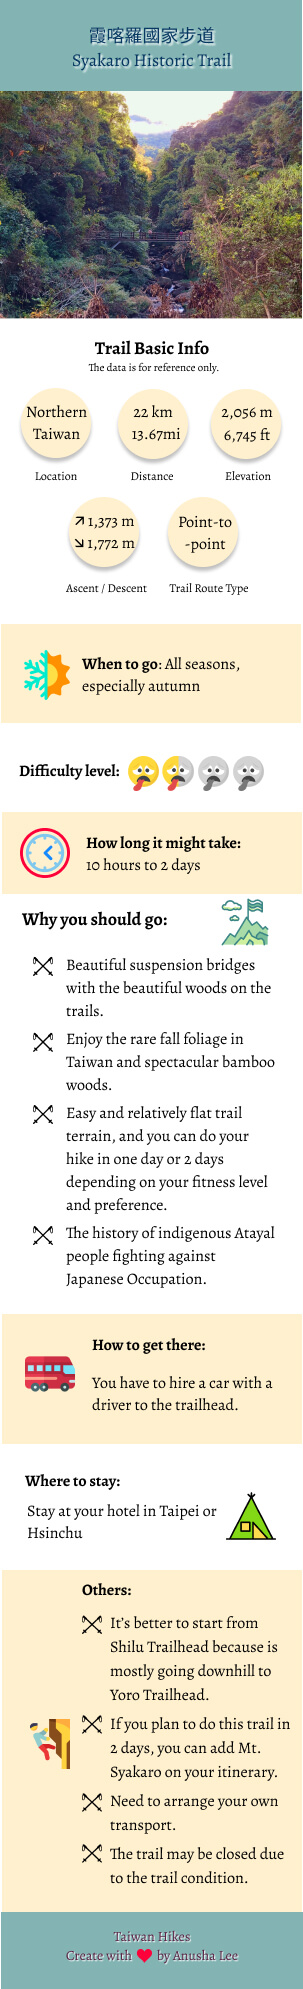 霞喀羅國家步道
Syakaro Historic Trail
Trail Basic Info
The data is for reference only.
Northern
Taiwan
Location
22 km
13.67mi
Distance
2,056 m
6,745 ft
Elevation
↗ 1,373 m
↘ 1,772 m
Ascent / Descent
Point-to
-point
Trail Route Type
When to go: All seasons,
especially autumn
Difficulty level:
How long it might take:
10 hours to 2 days
Why you should go:
Beautiful suspension bridges
with the beautiful woods on the
trails.
Enjoy the rare fall foliage in
Taiwan and spectacular bamboo
woods.
Easy and relatively flat trail
terrain, and you can do your
hike in one day or 2 days
depending on your fitness level
and preference.
The history of indigenous Atayal
people fighting against
Japanese Occupation.
How to get there:
You have to hire a car with a
driver to the trailhead.
Where to stay:
Stay at your hotel in Taipei or
Hsinchu
Others:
It's better to start from
Shilu Trailhead because is
mostly going downhill to
Yoro Trailhead.
If you plan to do this trail in
2 days, you can add Mt.
Syakaro on your itinerary.
Need to arrange your own
transport.
The trail may be closed due
to the trail condition.
Taiwan Hikes
Create with ❤ by Anusha Lee